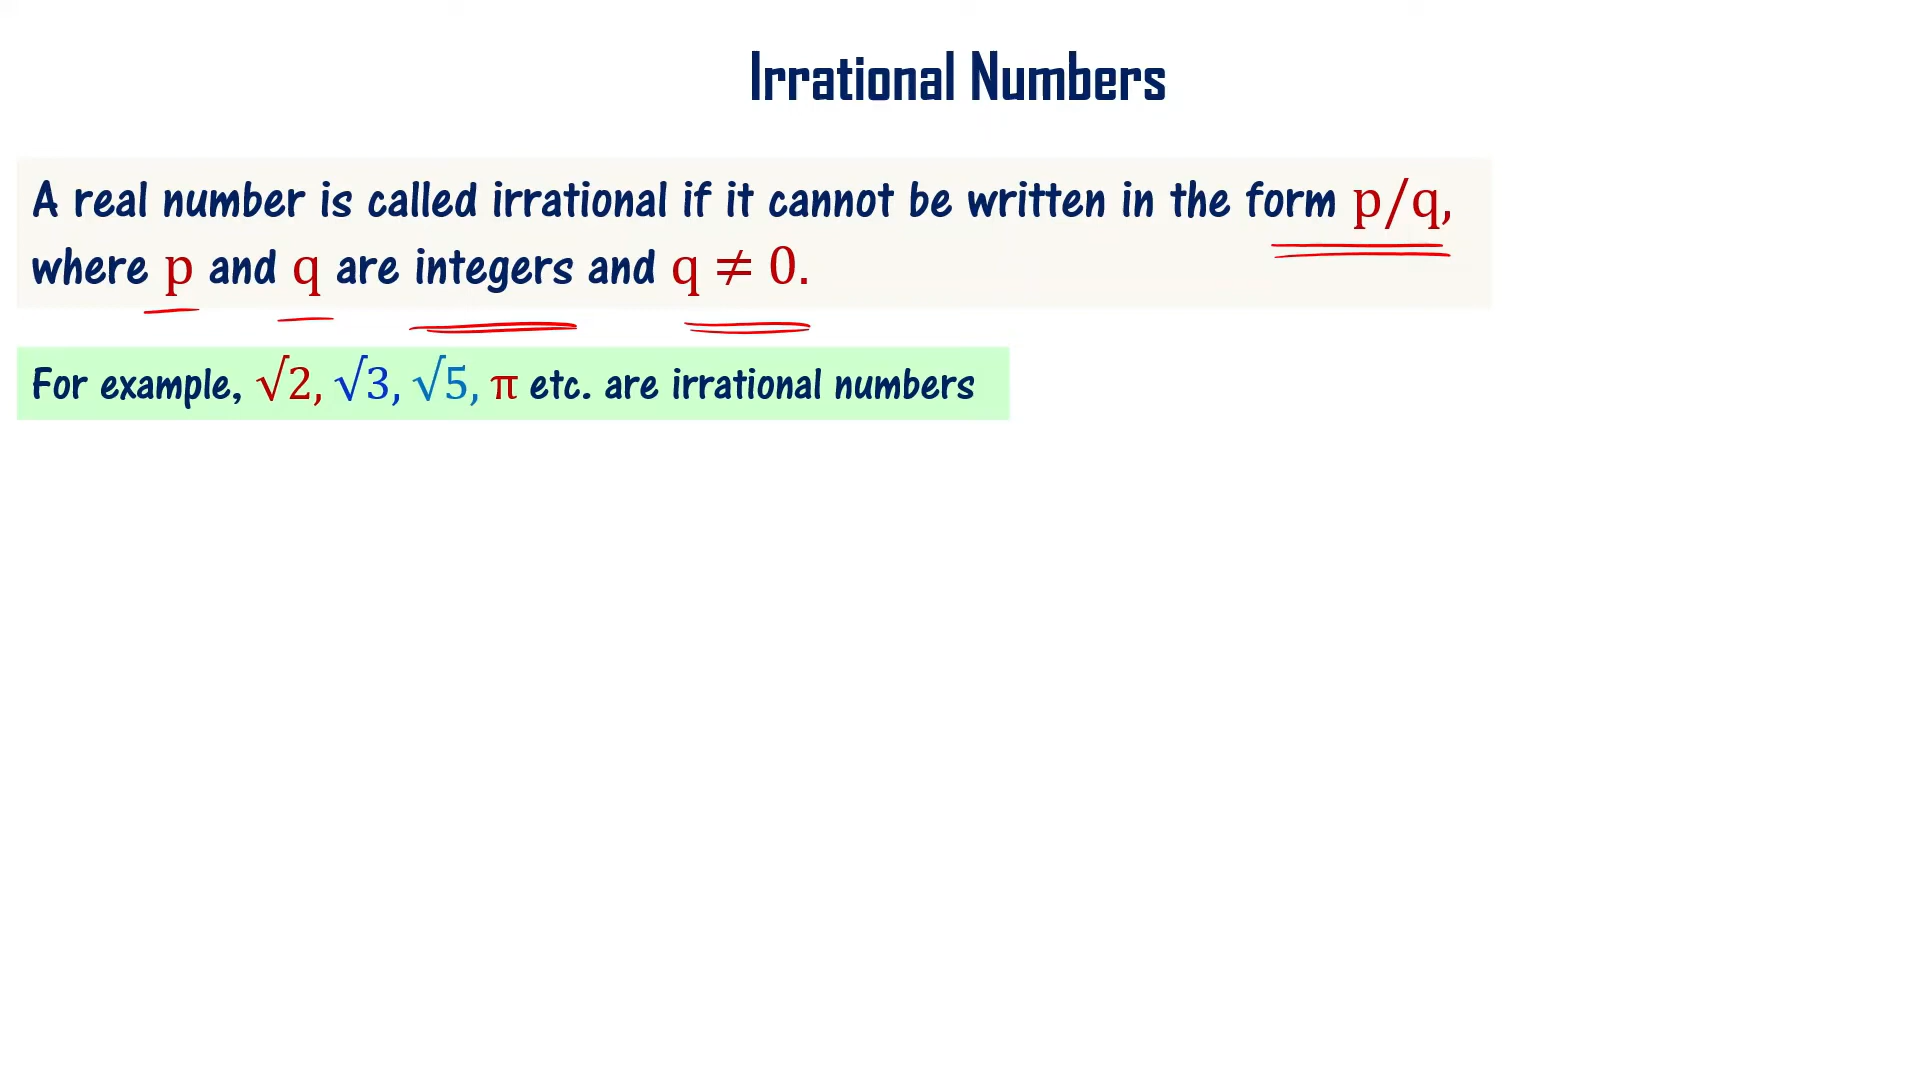 Irrational Numbers
A real number is called irrational if it cannot be written in the form p/q,
where p and q are integers and q ≠ 0.
For example, √2, √3, √5, π etc. are irrational numbers